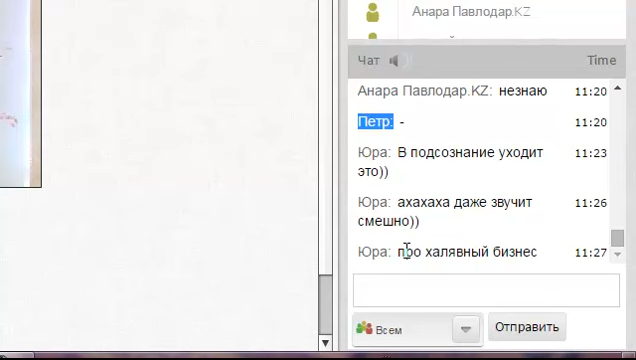 Анара Павлодар.KZ
Чат Time
Анара Павлодар.KZ: незнаю 11:20
Петр: - 11:20
Юра: В подсознание уходит 11:23
это))
Юра: ахахаха даже звучит 11:26
смешно))
Юра: про халявный бизнес 11:27
Всем Отправить